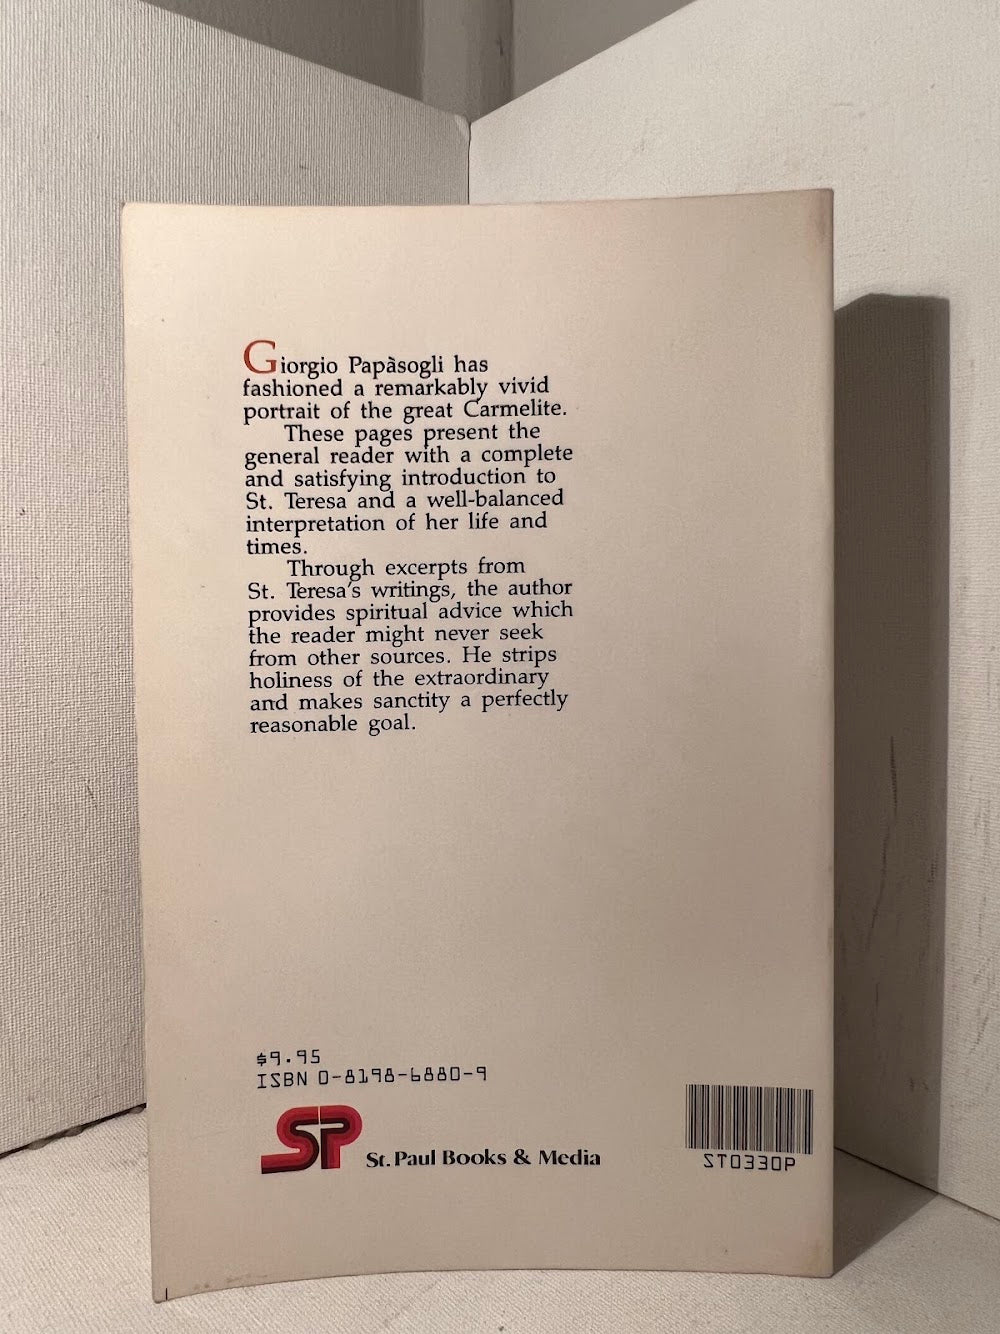 Giorgio Papàsogli has
fashioned a remarkably vivid
portrait of the great Carmelite.
These pages present the
general reader with a complete
and satisfying introduction to
St. Teresa and a well-balanced
interpretation of her life and
times.
Through excerpts from
St. Teresa's writings, the author
provides spiritual advice which
the reader might never seek
from other sources. He strips
holiness of the extraordinary
and makes sanctity a perfectly
reasonable goal.
$9.95
ISBN 0-8198-6880-9
SP
St. Paul Books & Media
ST0330P